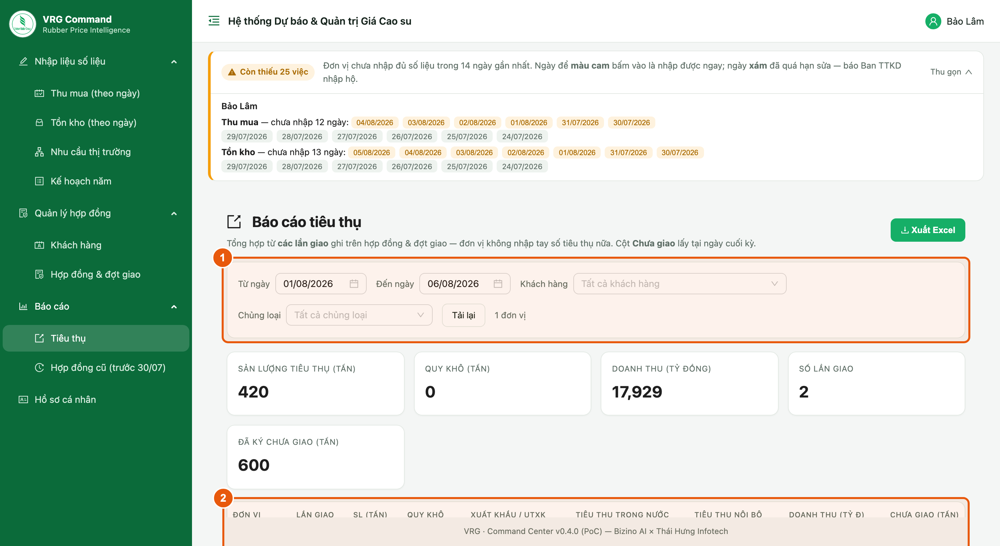 VRG Command
Rubber Price Intelligence
Nhập liệu số liệu
Thu mua (theo ngày)
Tồn kho (theo ngày)
Nhu cầu thị trường
Kế hoạch năm
Quản lý hợp đồng
Khách hàng
Hợp đồng & đợt giao
Báo cáo
Tiêu thụ
Hợp đồng cũ (trước 30/07)
Hồ sơ cá nhân
Hệ thống Dự báo & Quản trị Giá Cao su
Bảo Lâm
Còn thiếu 25 việc
Đơn vị chưa nhập đủ số liệu trong 14 ngày gần nhất. Ngày để màu cam bấm vào là nhập được ngay; ngày xám đã quá hạn sửa — báo Ban TTKD
nhập hộ.
Thu gọn
Bảo Lâm
Thu mua — chưa nhập 12 ngày: 04/08/2026 03/08/2026 02/08/2026 01/08/2026 31/07/2026 30/07/2026
29/07/2026 28/07/2026 27/07/2026 26/07/2026 25/07/2026 24/07/2026
Tồn kho — chưa nhập 13 ngày: 05/08/2026 04/08/2026 03/08/2026 02/08/2026 01/08/2026 31/07/2026 30/07/2026
29/07/2026 28/07/2026 27/07/2026 26/07/2026 25/07/2026 24/07/2026
Báo cáo tiêu thụ
Xuất Excel
Tổng hợp từ các lần giao ghi trên hợp đồng & đợt giao — đơn vị không nhập tay số tiêu thụ nữa. Cột Chưa giao lấy tại ngày cuối kỳ.
1
Từ ngày 01/08/2026 Đến ngày 06/08/2026 Khách hàng Tất cả khách hàng
Chủng loại Tất cả chủng loại Tải lại 1 đơn vị
SẢN LƯỢNG TIÊU THỤ (TẤN)
420
QUY KHÔ (TẤN)
0
DOANH THU (TỶ ĐỒNG)
17,929
SỐ LẦN GIAO
2
ĐÃ KÝ CHƯA GIAO (TẤN)
600
2
ĐƠN VỊ LẦN GIAO SL (TẤN) QUY KHÔ XUẤT KHẨU / UTXK TIÊU THỤ TRONG NƯỚC TIÊU THỤ NỘI BỘ DOANH THU (TỶ Đ) CHƯA GIAO (TẤN)
VRG · Command Center v0.4.0 (PoC) — Bizino AI × Thái Hưng Infotech